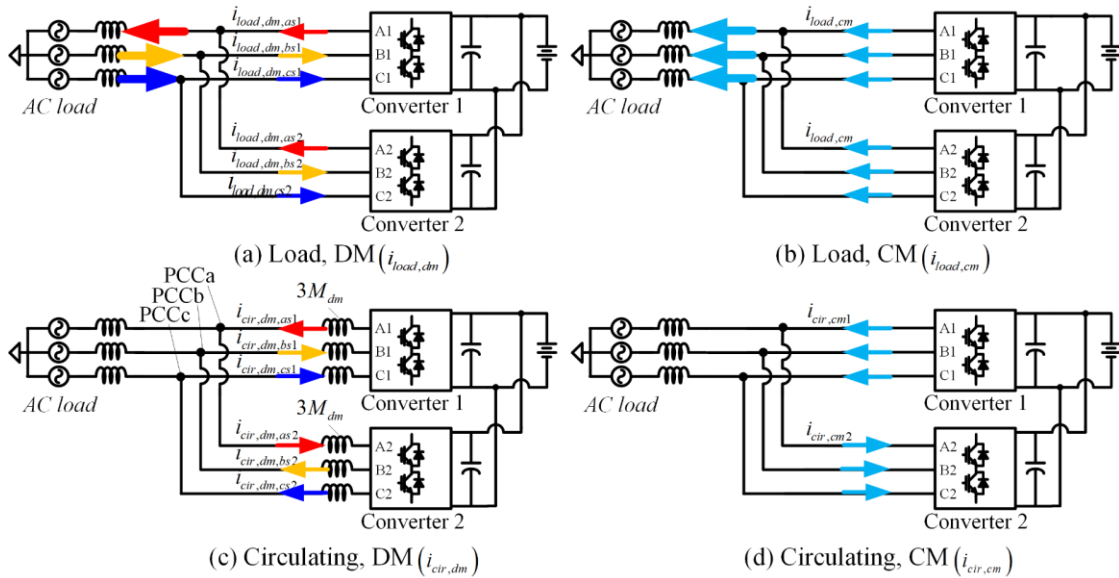 i_load,dm,as1
A1
i_load,dm,bs1
B1
i_load,dm,cs1
C1
AC load
Converter 1
i_load,dm,as2
A2
i_load,dm,bs2
B2
i_load,dm,cs2
C2
Converter 2
(a) Load, DM(i_load,dm)
i_load,cm
A1
B1
C1
AC load
Converter 1
i_load,cm
A2
B2
C2
Converter 2
(b) Load, CM(i_load,cm)
PCCa
PCCb
PCCc
3M_dm
i_cir,dm,as1
A1
i_cir,dm,bs1
B1
i_cir,dm,cs1
C1
AC load
Converter 1
3M_dm
i_cir,dm,as2
A2
i_cir,dm,bs2
B2
i_cir,dm,cs2
C2
Converter 2
(c) Circulating, DM(i_cir,dm)
i_cir,cm1
A1
B1
C1
AC load
Converter 1
i_cir,cm2
A2
B2
C2
Converter 2
(d) Circulating, CM(i_cir,cm)